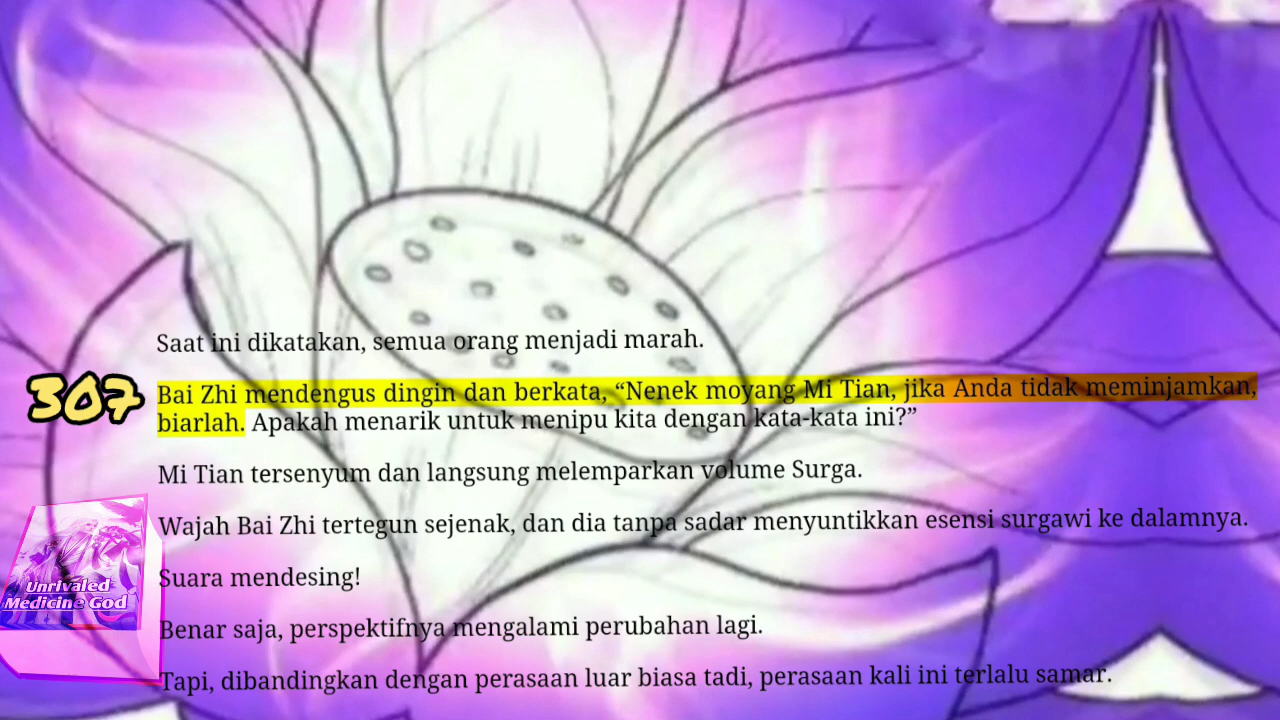 Saat ini dikatakan, semua orang menjadi marah.
307
Bai Zhi mendengus dingin dan berkata, “Nenek moyang Mi Tian, jika Anda tidak meminjamkan,
biarlah. Apakah menarik untuk menipu kita dengan kata-kata ini?”
Mi Tian tersenyum dan langsung melemparkan volume Surga.
Wajah Bai Zhi tertegun sejenak, dan dia tanpa sadar menyuntikkan esensi surgawi ke dalamnya.
Suara mendesing!
Unrivaled
Medicine God
Benar saja, perspektifnya mengalami perubahan lagi.
Tapi, dibandingkan dengan perasaan luar biasa tadi, perasaan kali ini terlalu samar.